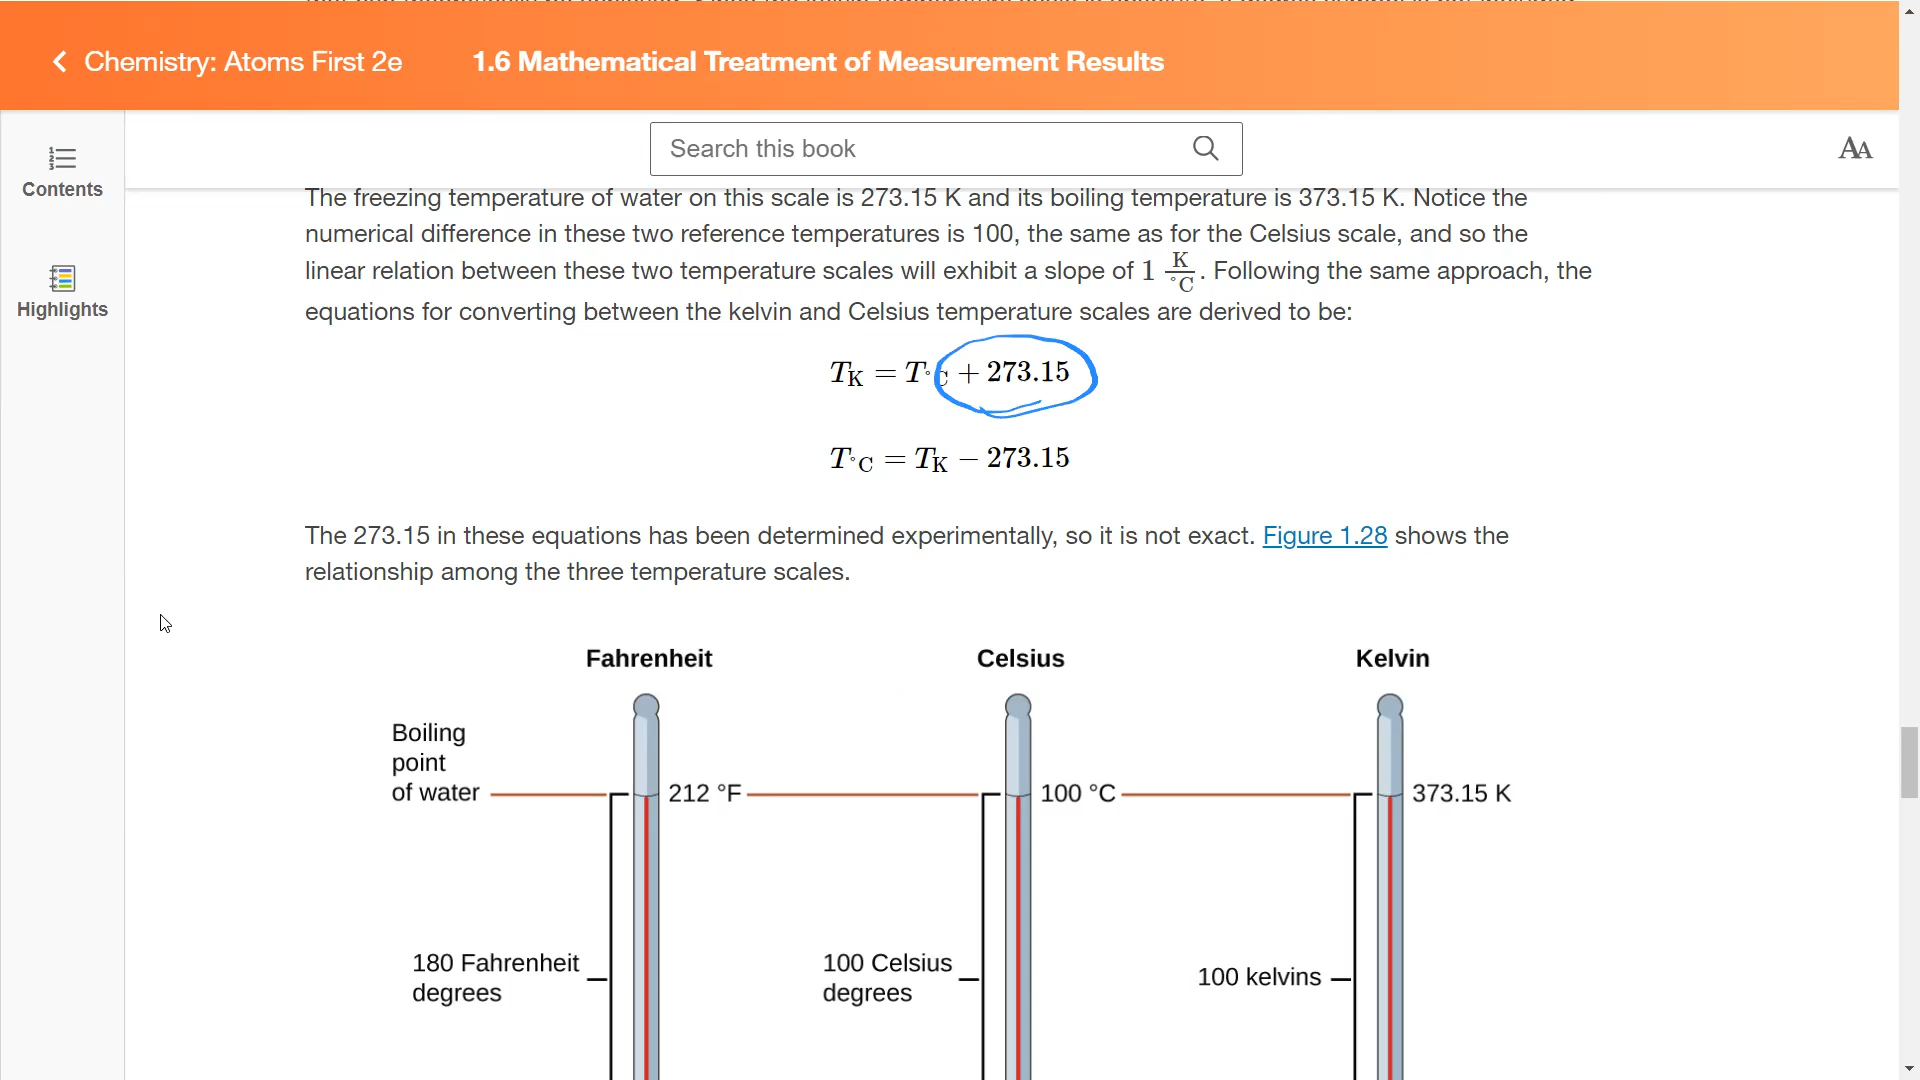 Chemistry: Atoms First 2e
1.6 Mathematical Treatment of Measurement Results
Search this book
AA
Contents
Highlights
The freezing temperature of water on this scale is 273.15 K and its boiling temperature is 373.15 K. Notice the
numerical difference in these two reference temperatures is 100, the same as for the Celsius scale, and so the
linear relation between these two temperature scales will exhibit a slope of 1 K/°C. Following the same approach, the
equations for converting between the kelvin and Celsius temperature scales are derived to be:
T_K = T_°C + 273.15
T_°C = T_K − 273.15
The 273.15 in these equations has been determined experimentally, so it is not exact. Figure 1.28 shows the
relationship among the three temperature scales.
Fahrenheit Celsius Kelvin
Boiling
point
of water 212 °F 100 °C 373.15 K
180 Fahrenheit
degrees
100 Celsius
degrees
100 kelvins